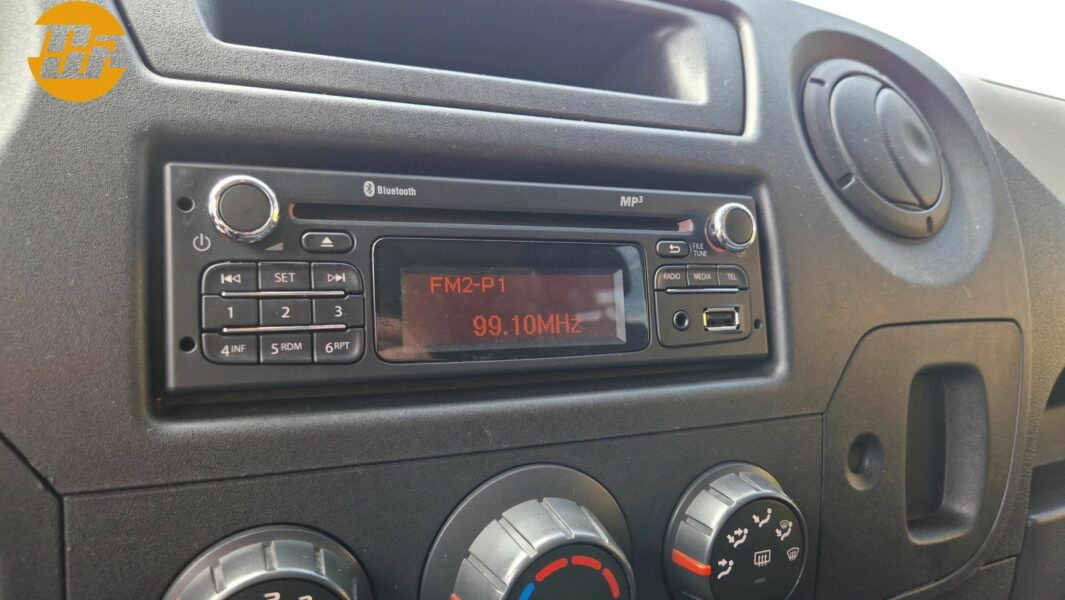 Bluetooth
MP3
FILE
TUNE
OK
SET
RADIO
MEDIA
TEL
1
2
3
4 INF
5 RDM
6 RPT
FM2-P1
99.10MHz